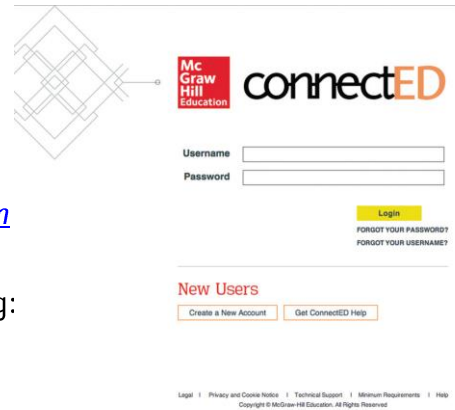 Mc
Graw
Hill
Education
connectED
Username
Password
Login
FORGOT YOUR PASSWORD?
FORGOT YOUR USERNAME?
New Users
Create a New Account
Get ConnectED Help
Legal | Privacy and Cookie Notice | Technical Support | Minimum Requirements | Help
Copyright © McGraw-Hill Education. All Rights Reserved